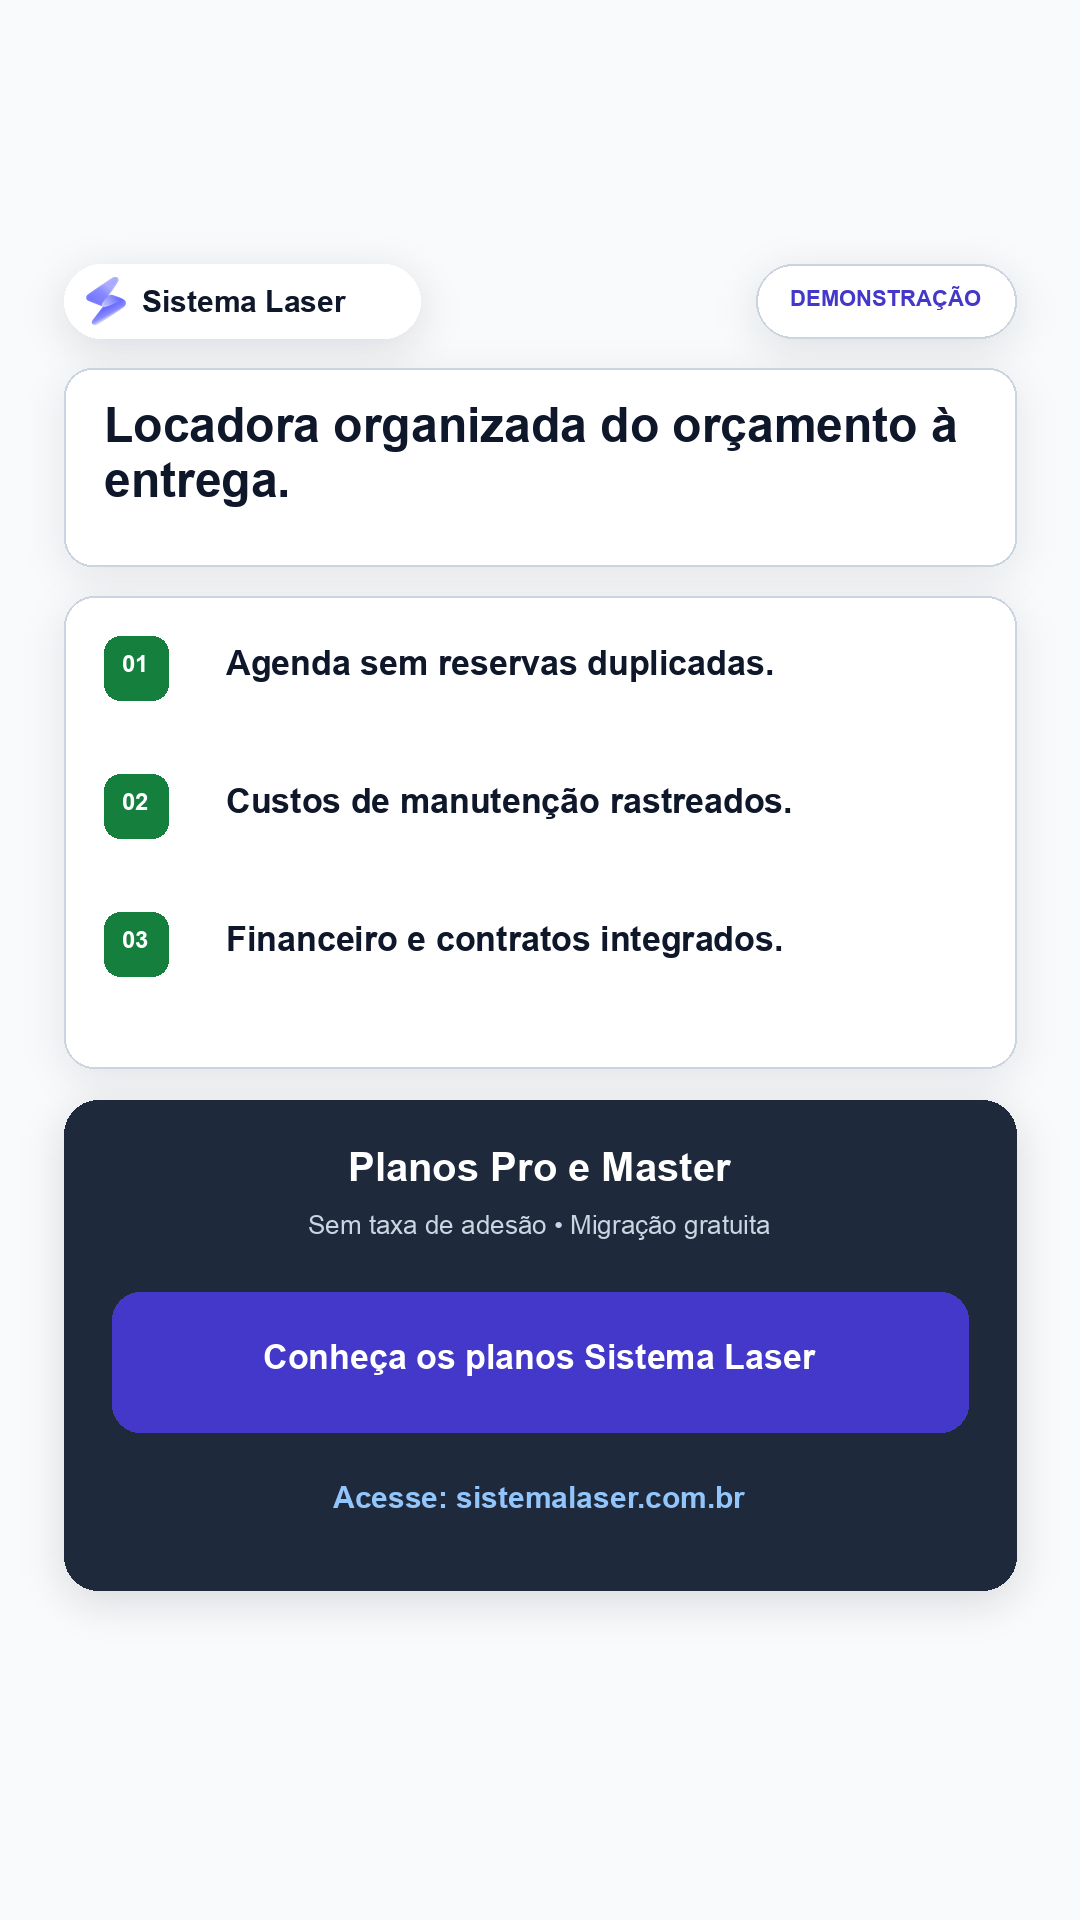 Sistema Laser
DEMONSTRAÇÃO
Locadora organizada do orçamento à
entrega.
01
Agenda sem reservas duplicadas.
02
Custos de manutenção rastreados.
03
Financeiro e contratos integrados.
Planos Pro e Master
Sem taxa de adesão • Migração gratuita
Conheça os planos Sistema Laser
Acesse: sistemalaser.com.br